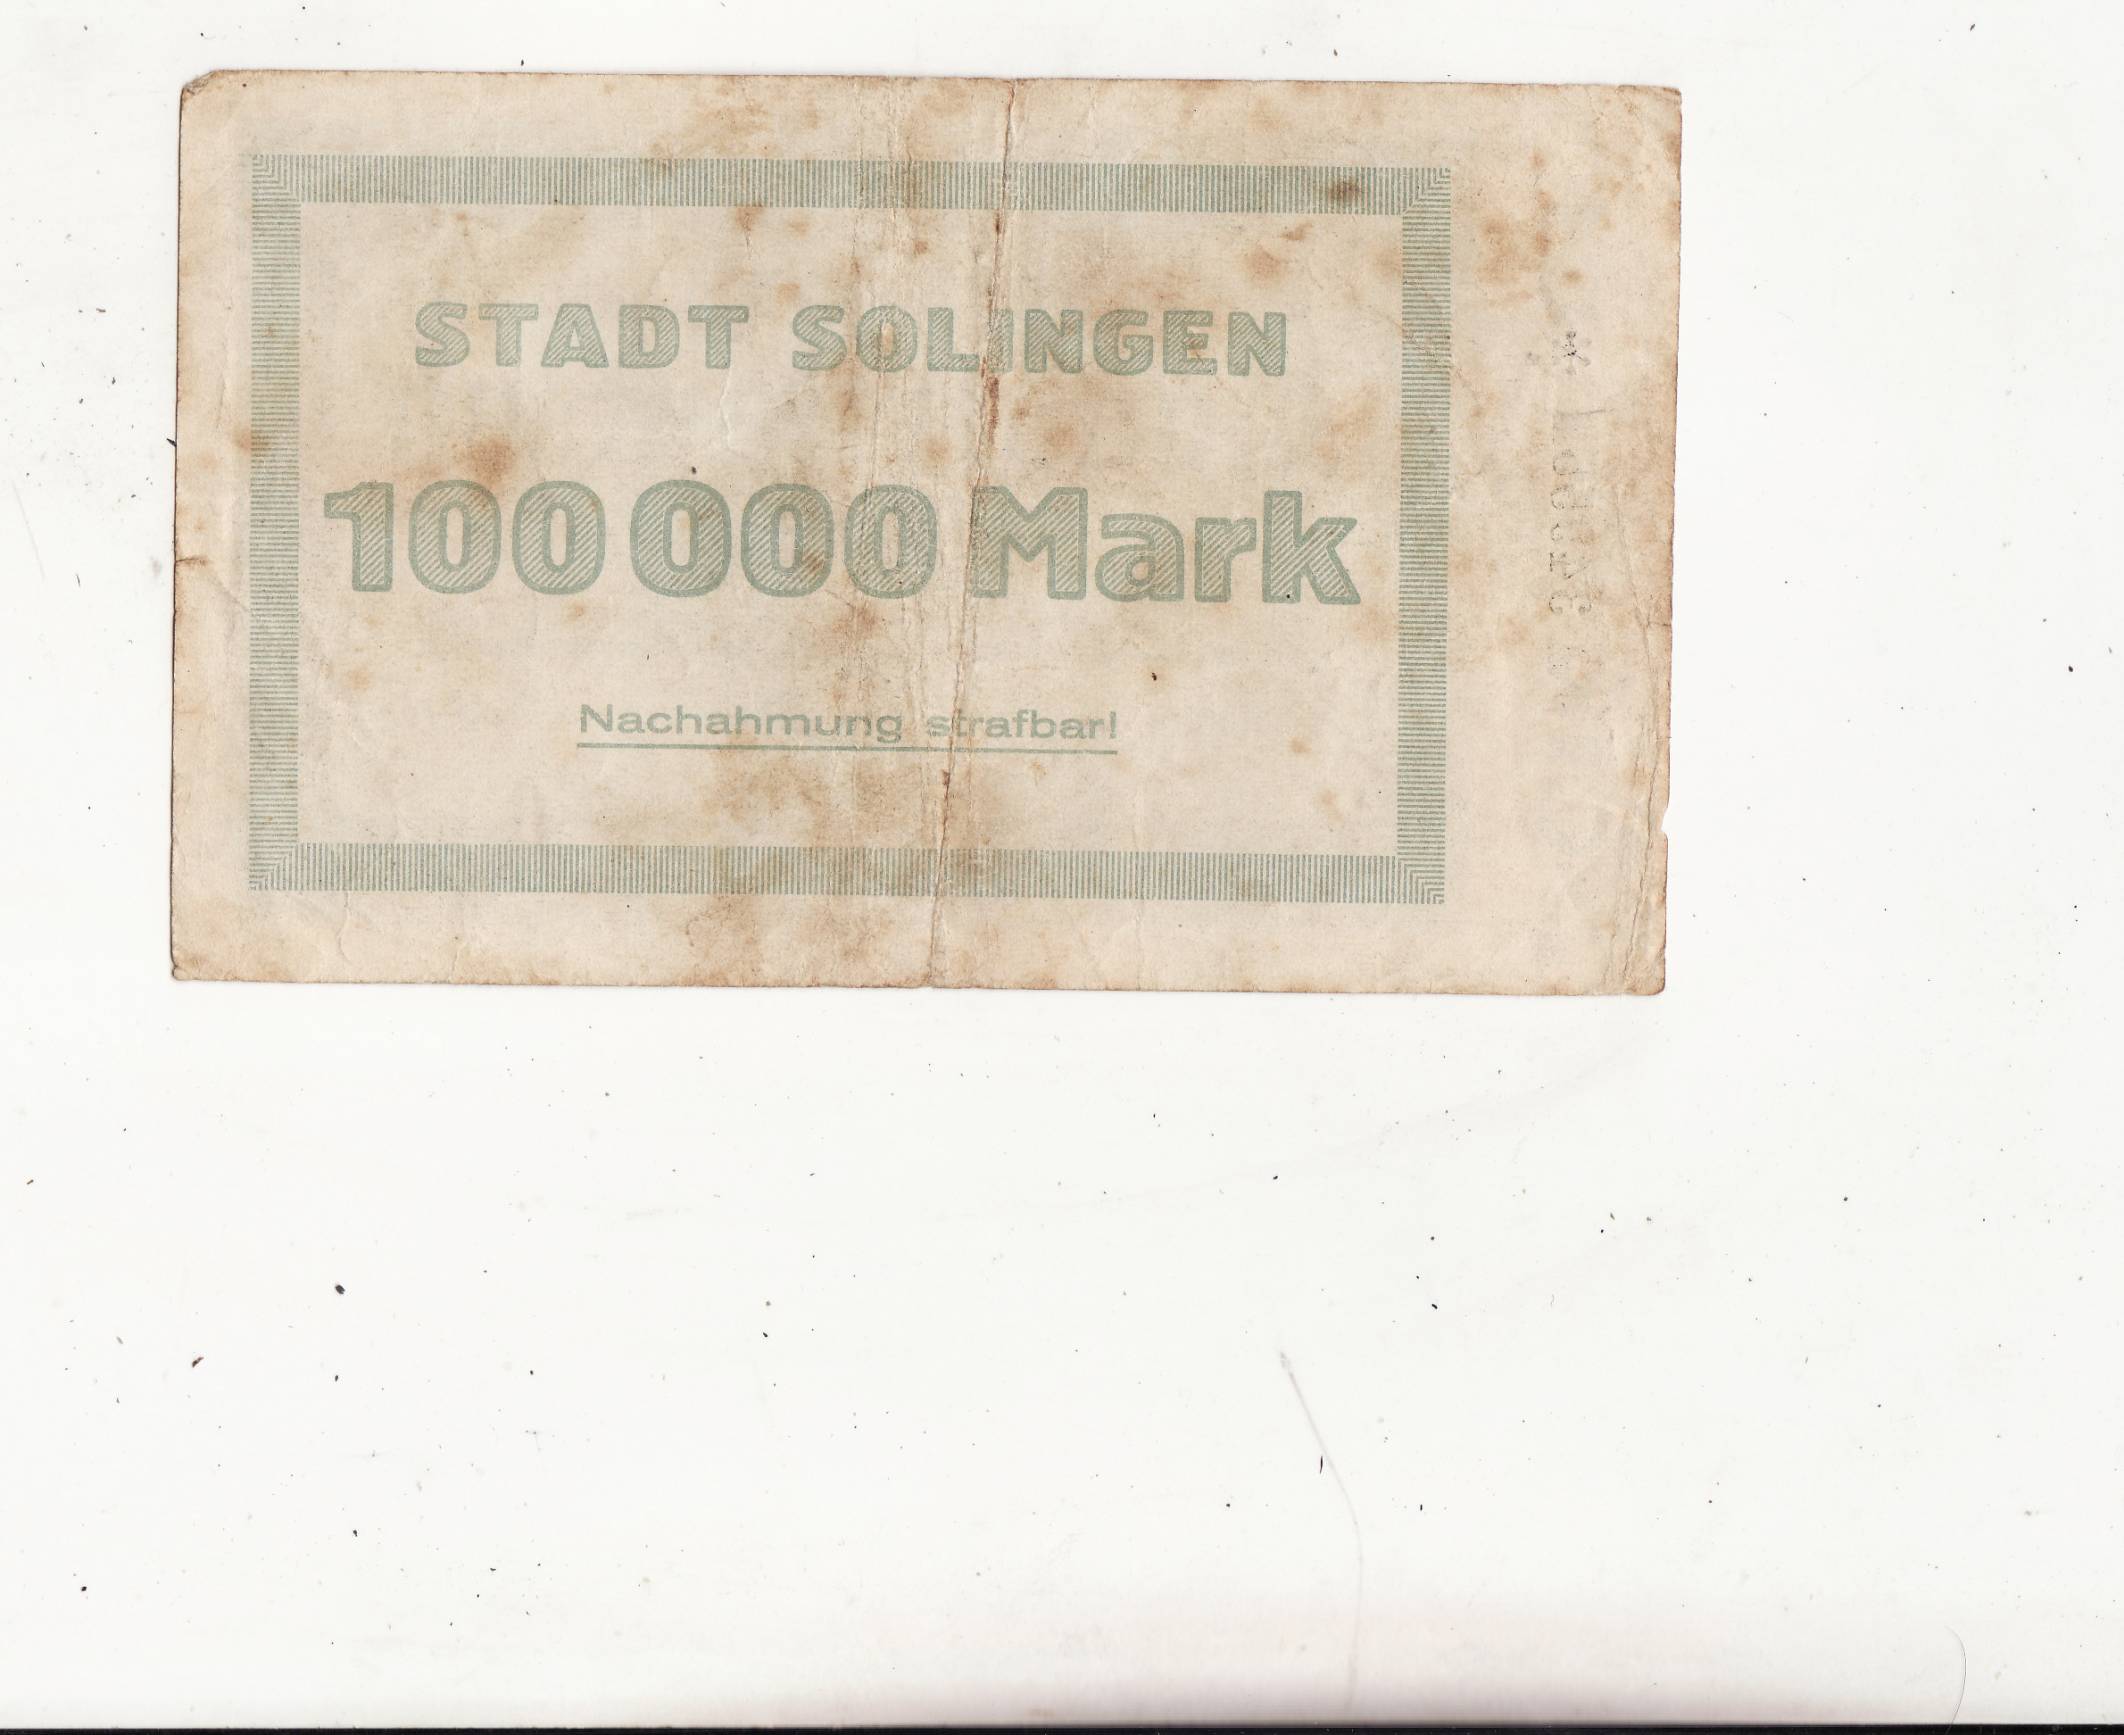 STADT SOLINGEN
100 000 Mark
Nachahmung strafbar!